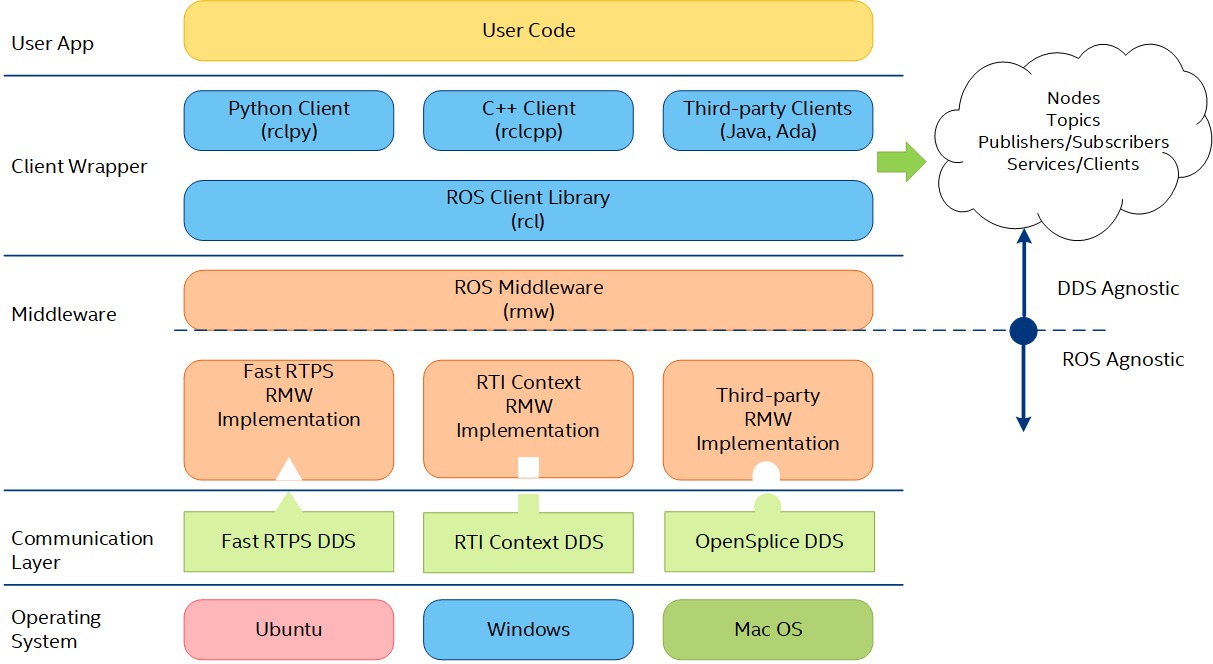 User App
User Code
Client Wrapper
Python Client
(rclpy)
C++ Client
(rclcpp)
Third-party Clients
(Java, Ada)
ROS Client Library
(rcl)
Nodes
Topics
Publishers/Subscribers
Services/Clients
Middleware
ROS Middleware
(rmw)
DDS Agnostic
ROS Agnostic
Fast RTPS
RMW
Implementation
RTI Context
RMW
Implementation
Third-party
RMW
Implementation
Communication
Layer
Fast RTPS DDS
RTI Context DDS
OpenSplice DDS
Operating
System
Ubuntu
Windows
Mac OS